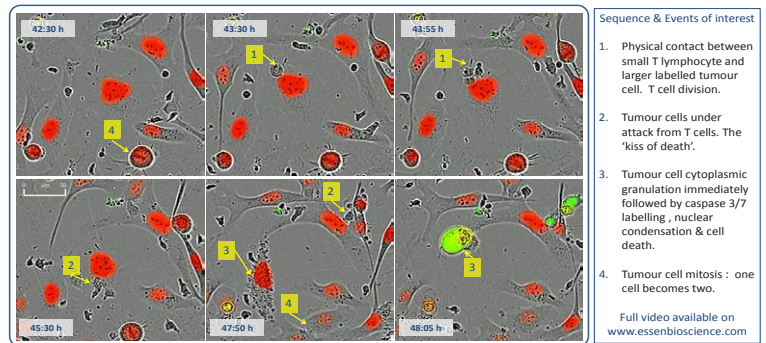 42:30 h
43:30 h
43:55 h
1
1
4
0 µm 50
2
2
3
4
3
45:30 h
47:50 h
48:05 h
Sequence & Events of interest
1. Physical contact between
small T lymphocyte and
larger labelled tumour
cell. T cell division.
2. Tumour cells under
attack from T cells. The
‘kiss of death’.
3. Tumour cell cytoplasmic
granulation immediately
followed by caspase 3/7
labelling , nuclear
condensation & cell
death.
4. Tumour cell mitosis : one
cell becomes two.
Full video available on
www.essenbioscience.com